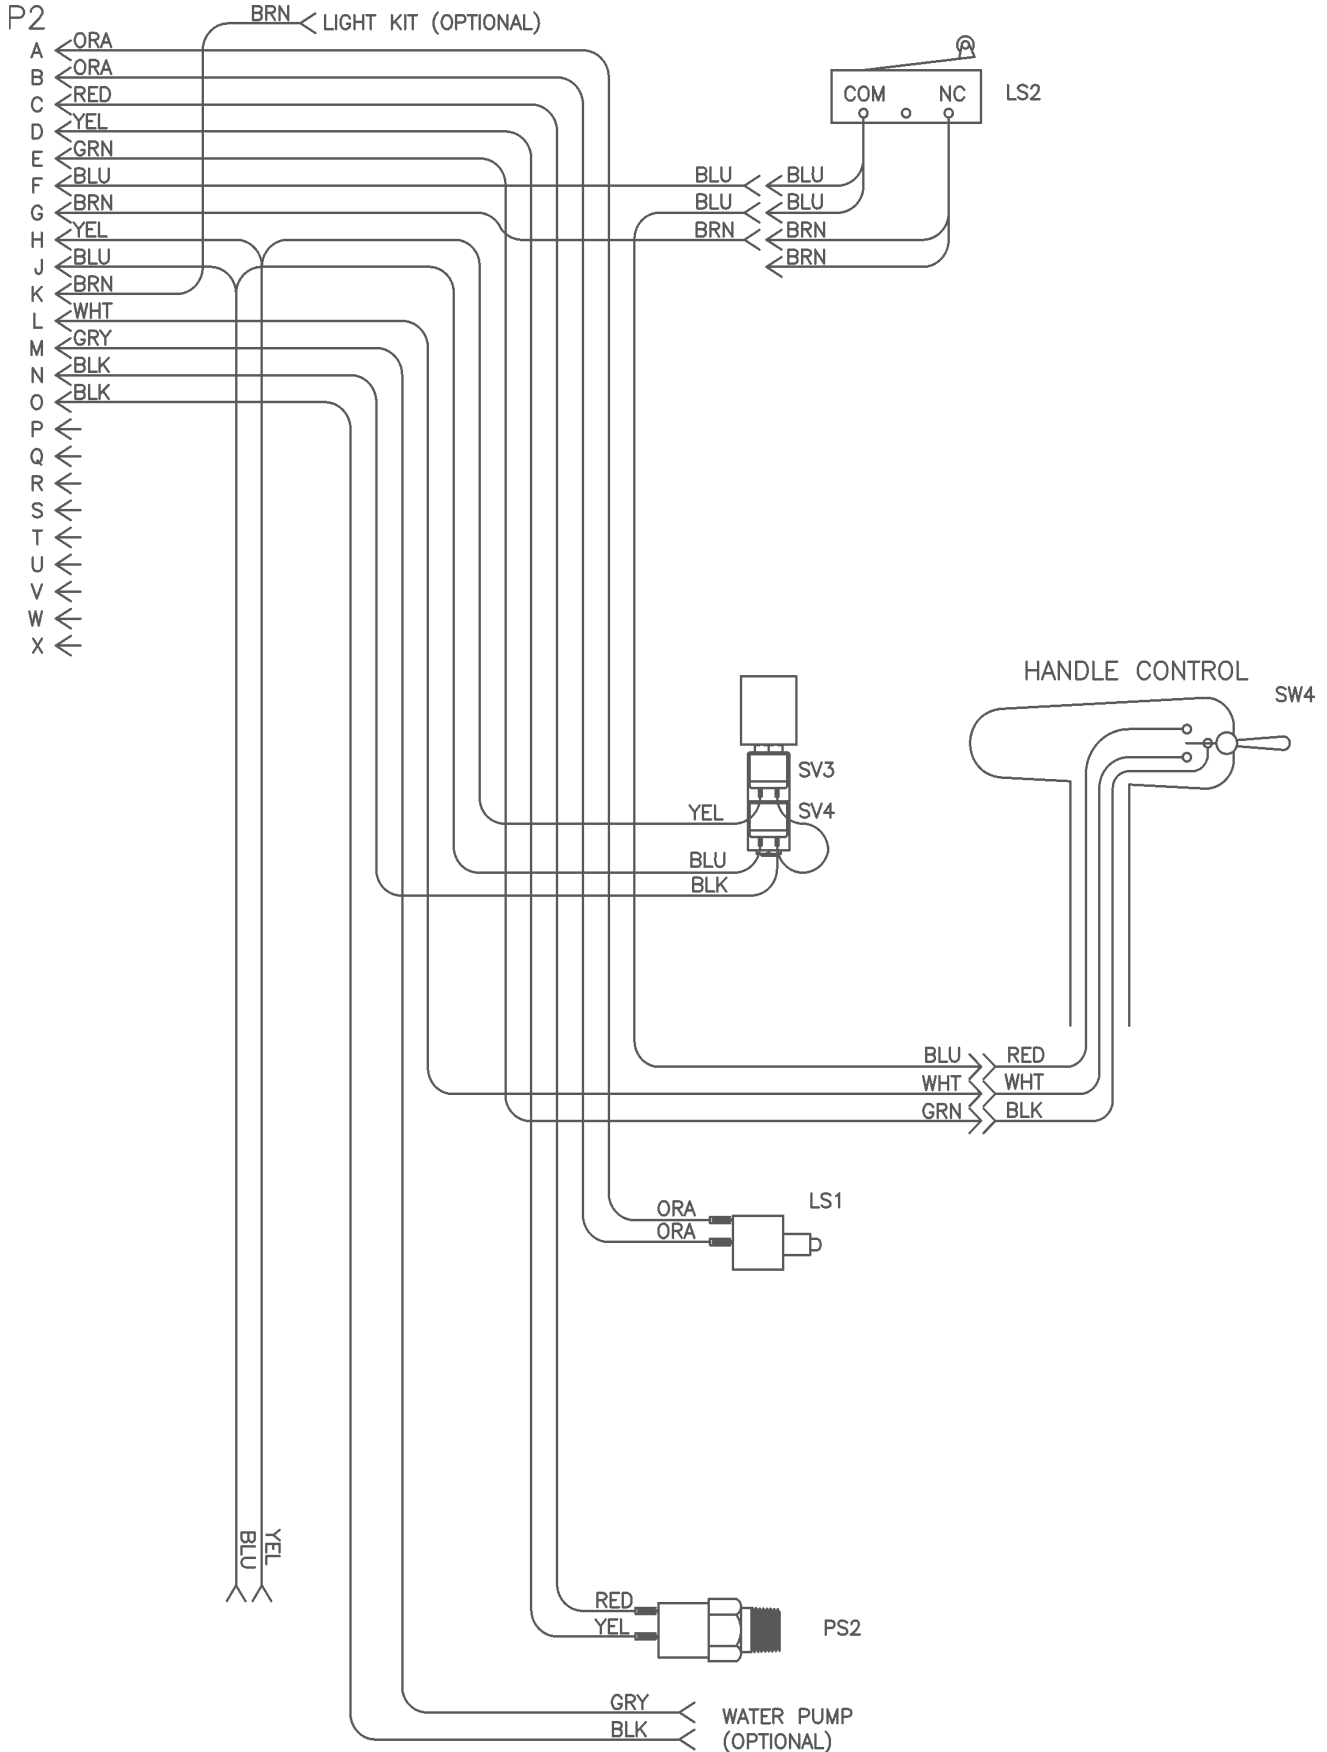 P2
BRN
LIGHT KIT (OPTIONAL)
A ORA
B ORA
C RED
D YEL
E GRN
F BLU
G BRN
H YEL
J BLU
K BRN
L WHT
M GRY
N BLK
O BLK
P
Q
R
S
T
U
V
W
X
COM NC
LS2
BLU BLU
BLU BLU
BRN BRN
BRN
HANDLE CONTROL
SW4
SV3
YEL SV4
BLU
BLK
BLU RED
WHT WHT
GRN BLK
LS1
ORA
ORA
BLU
YEL
RED
YEL
PS2
GRY
BLK
WATER PUMP
(OPTIONAL)